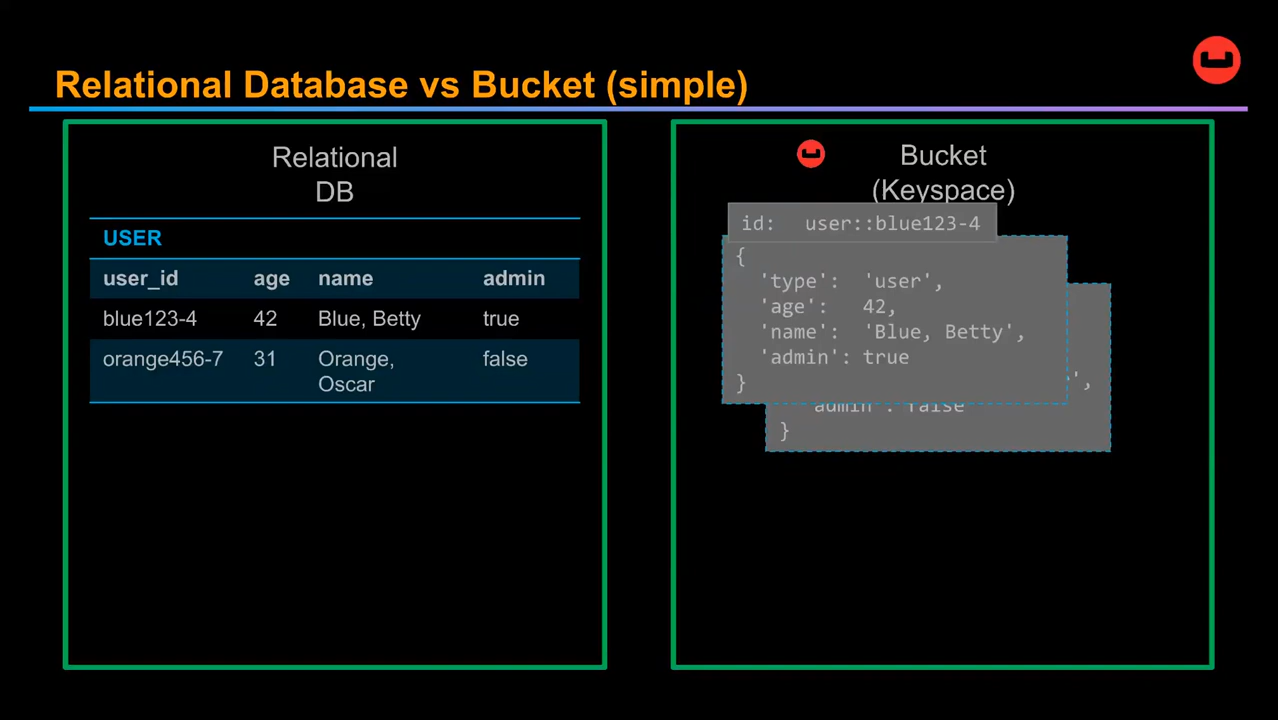 Relational Database vs Bucket (simple)
Relational
DB
USER
user_id age name admin
blue123-4 42 Blue, Betty true
orange456-7 31 Orange,
Oscar false
Bucket
(Keyspace)
id: user::blue123-4
{
'type': 'user',
'age': 42,
'name': 'Blue, Betty',
'admin': true
}
',
'admin': false
}